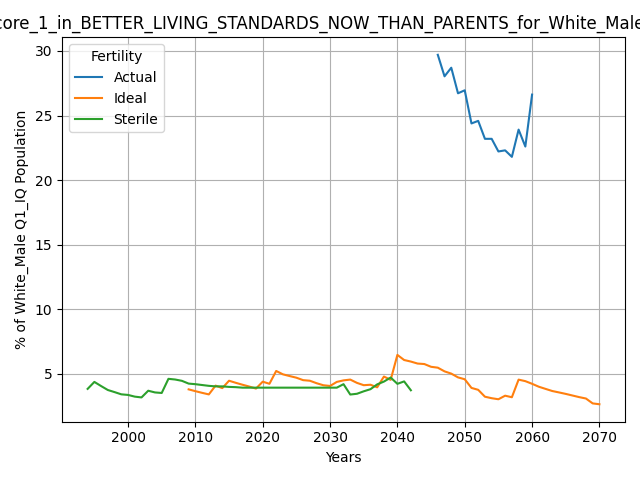 core_1_in_BETTER_LIVING_STANDARDS_NOW_THAN_PARENTS_for_White_Male
Fertility
Actual
Ideal
Sterile
% of White_Male Q1_IQ Population
30
25
20
15
10
5
2000 2010 2020 2030 2040 2050 2060 2070
Years